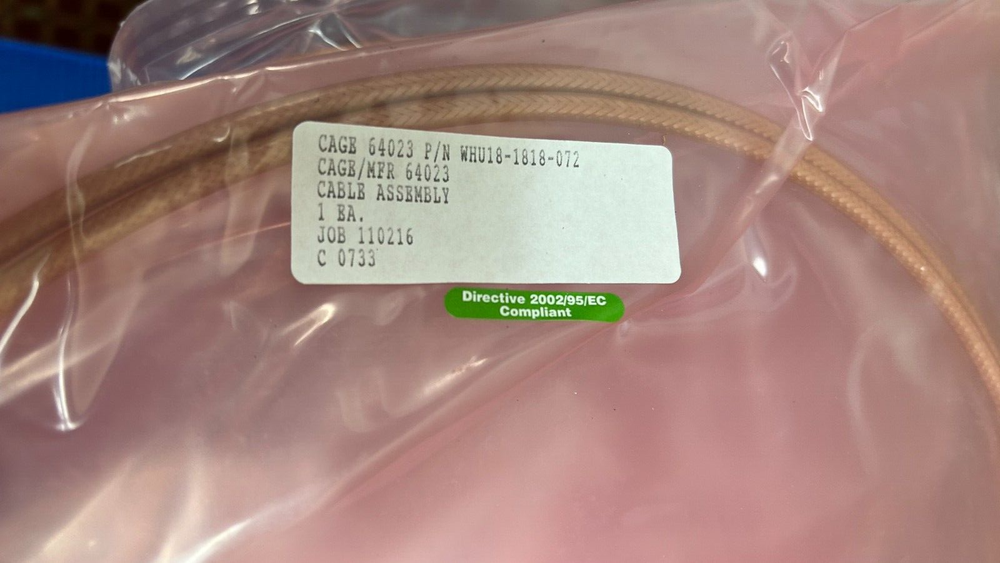 CAGE 64023 P/N WHU18-1818-072
CAGE/MFR 64023
CABLE ASSEMBLY
1 EA.
JOB 110216
C 0733
Directive 2002/95/EC
Compliant